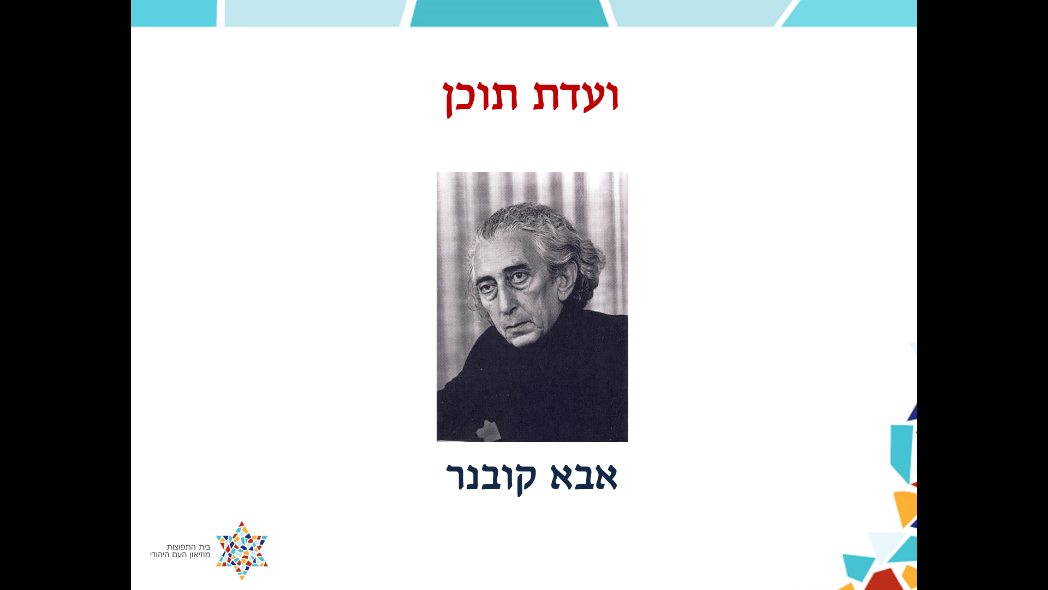 ועדת תוכן
אבא קובנר
בית התפוצות
מוזיאון העם היהודי